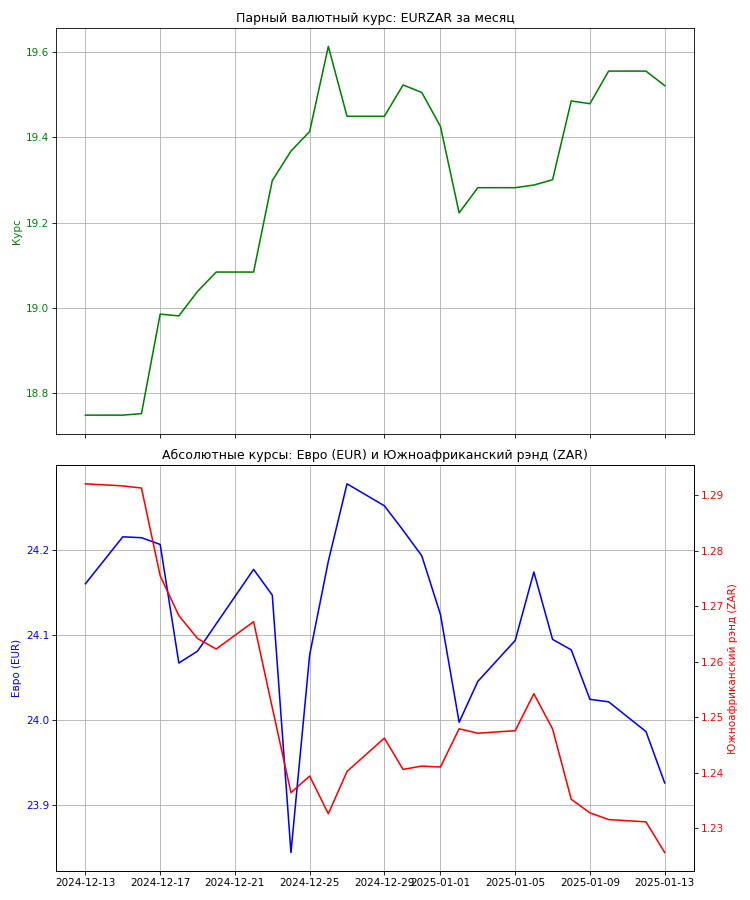 Парный валютный курс: EURZAR за месяц
19.6
19.4
19.2
19.0
18.8
Курс
Абсолютные курсы: Евро (EUR) и Южноафриканский рэнд (ZAR)
24.2
24.1
24.0
23.9
Евро (EUR)
1.29
1.28
1.27
1.26
1.25
1.24
1.23
Южноафриканский рэнд (ZAR)
2024-12-13 2024-12-17 2024-12-21 2024-12-25 2024-12-29 2025-01-01 2025-01-05 2025-01-09 2025-01-13